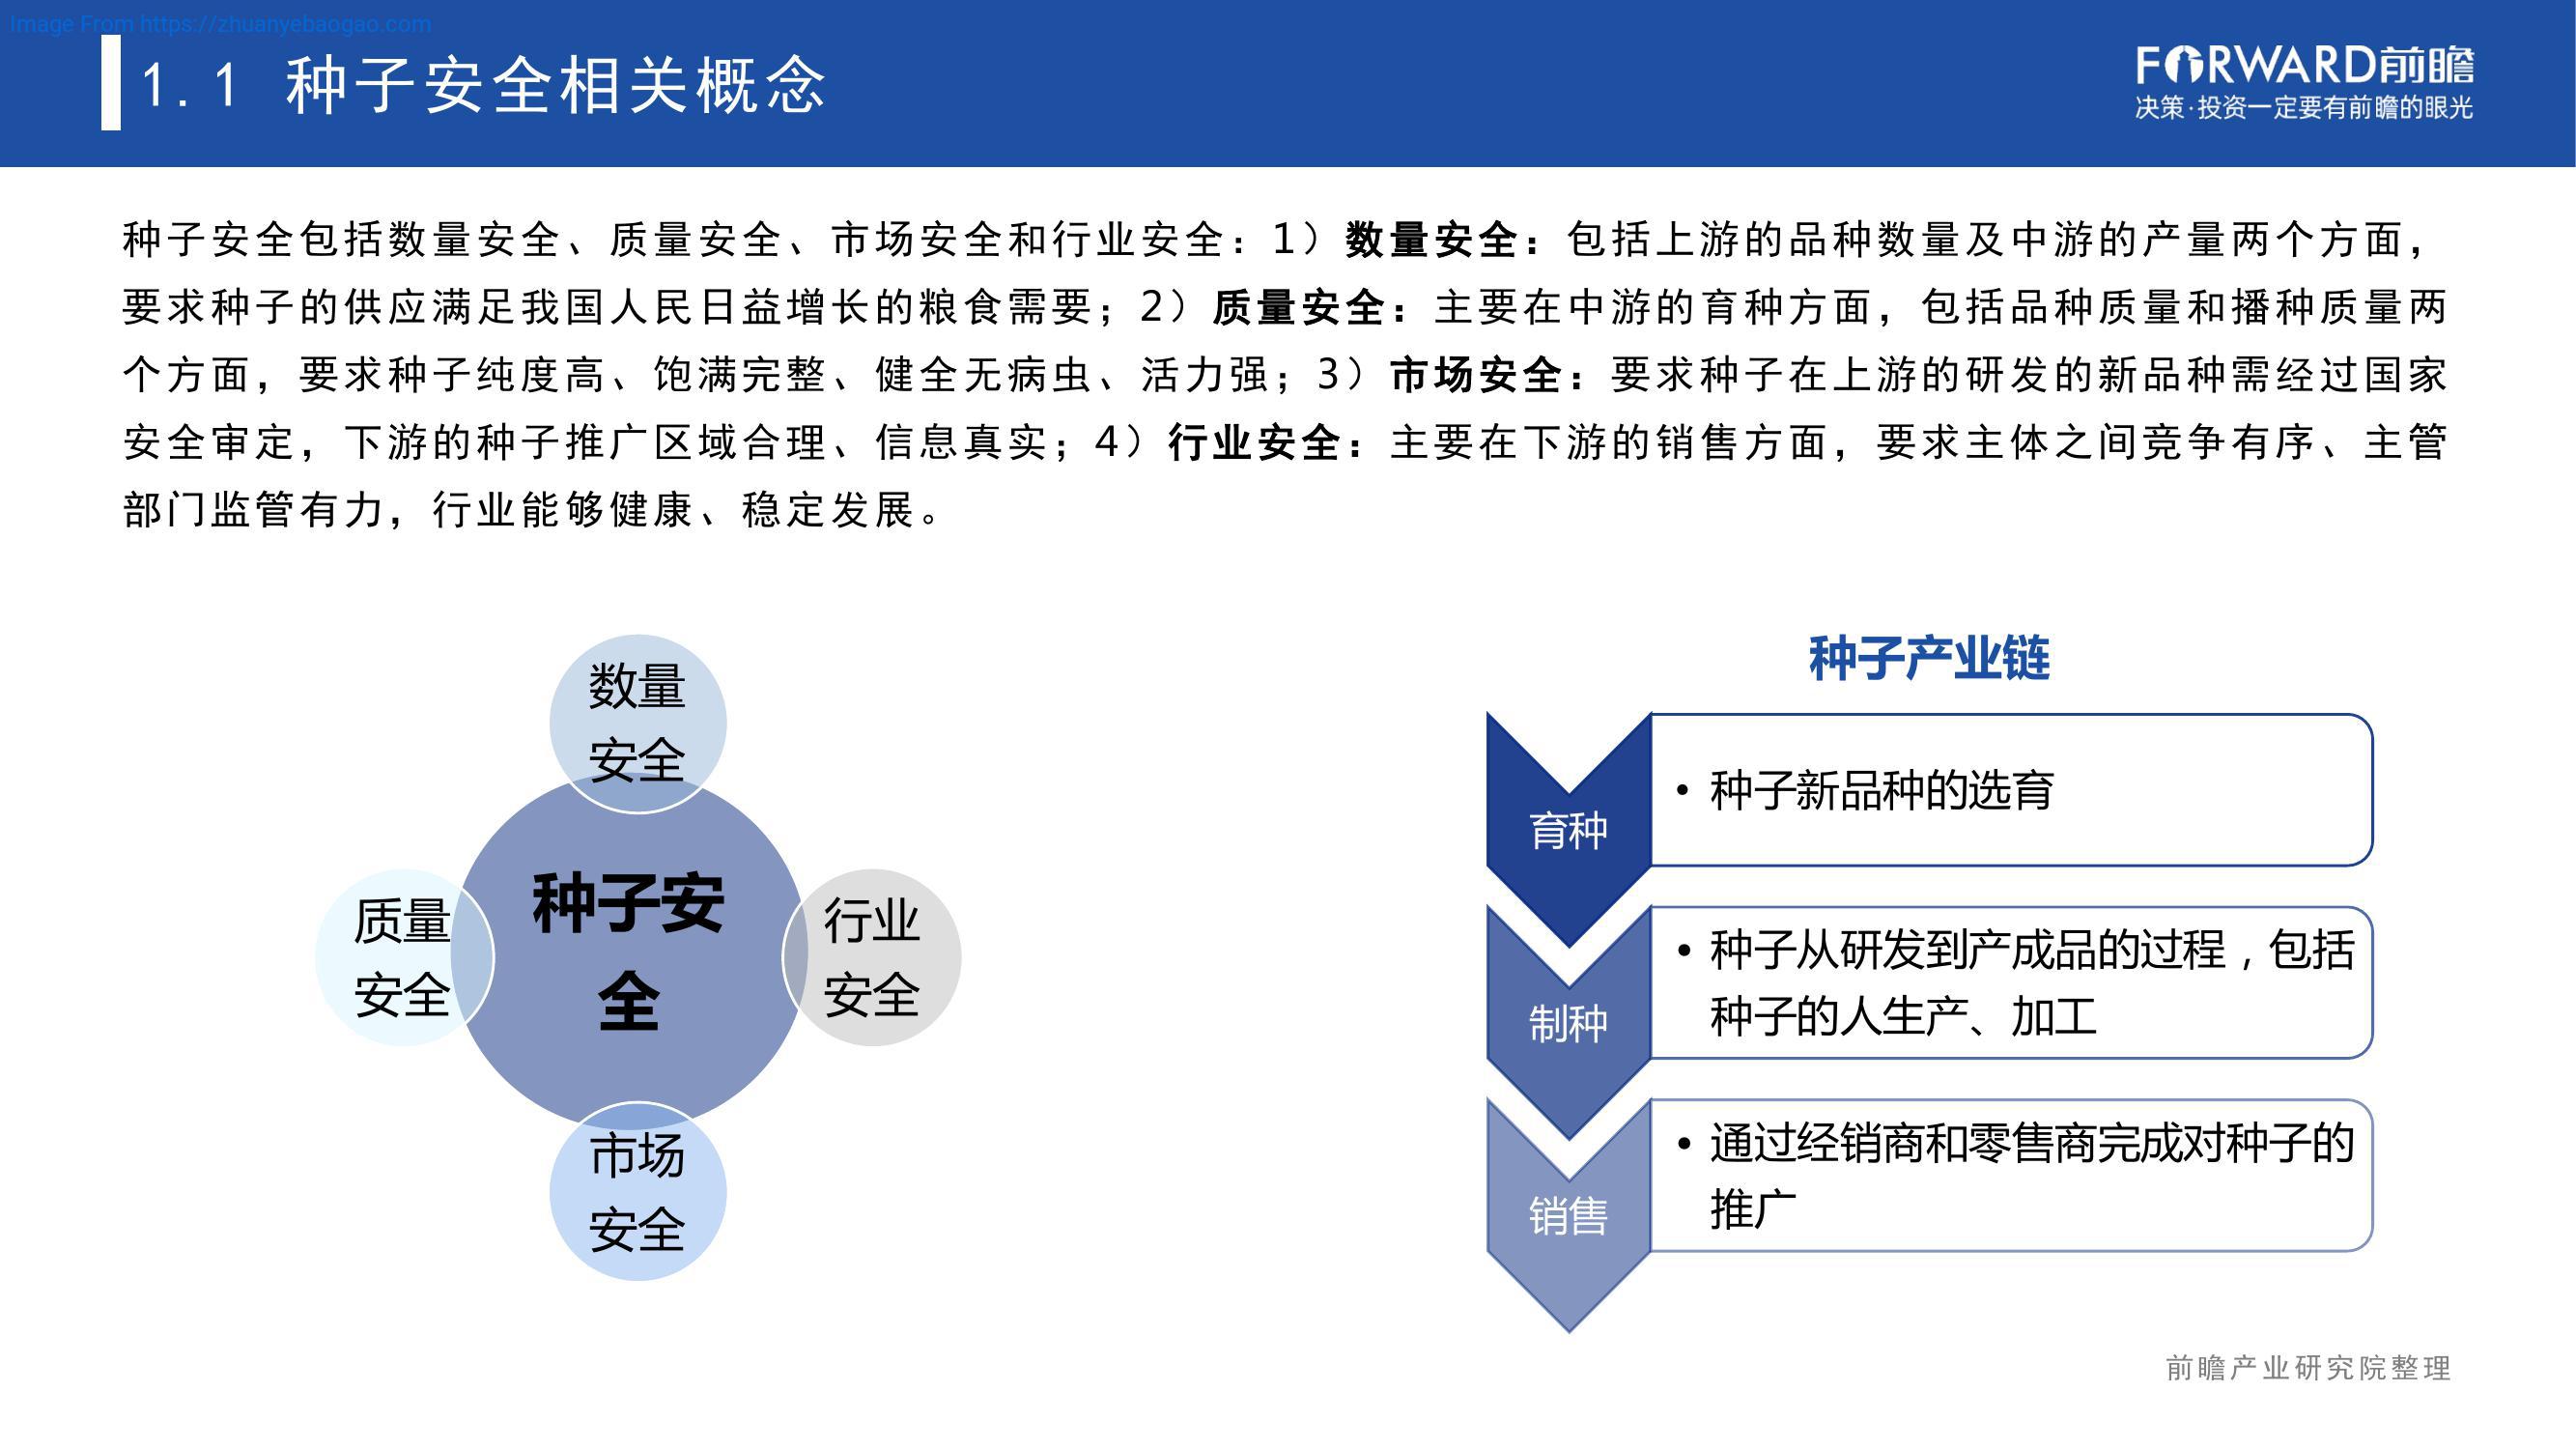 Image From https://zhuanyebaogao.com
1.1 种子安全相关概念
FORWARD前瞻
决策·投资一定要有前瞻的眼光
种子安全包括数量安全、质量安全、市场安全和行业安全：1）数量安全：包括上游的品种数量及中游的产量两个方面，
要求种子的供应满足我国人民日益增长的粮食需要；2）质量安全：主要在中游的育种方面，包括品种质量和播种质量两
个方面，要求种子纯度高、饱满完整、健全无病虫、活力强；3）市场安全：要求种子在上游的研发的新品种需经过国家
安全审定，下游的种子推广区域合理、信息真实；4）行业安全：主要在下游的销售方面，要求主体之间竞争有序、主管
部门监管有力，行业能够健康、稳定发展。
数量
安全
质量
安全
种子安
全
行业
安全
市场
安全
种子产业链
育种
• 种子新品种的选育
制种
• 种子从研发到产成品的过程，包括
种子的人生产、加工
销售
• 通过经销商和零售商完成对种子的
推广
前瞻产业研究院整理